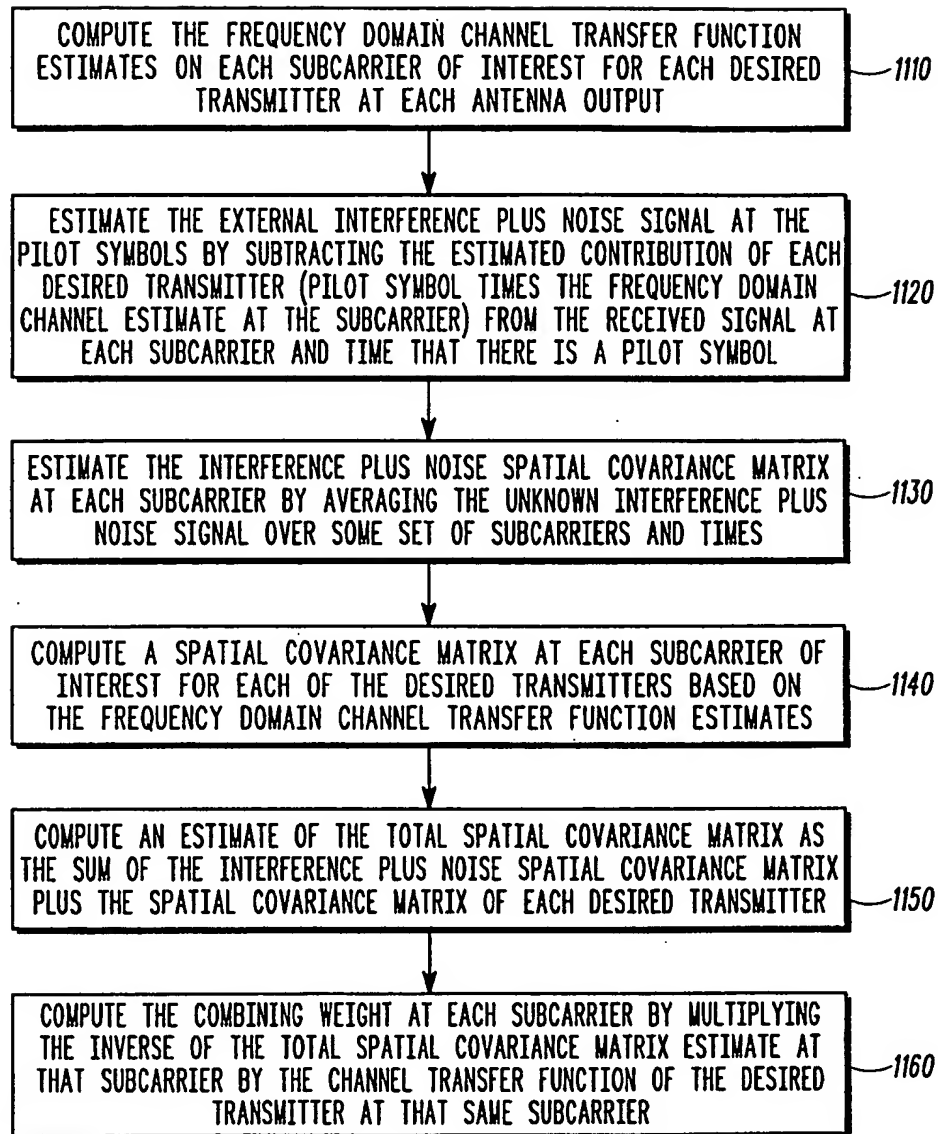 COMPUTE THE FREQUENCY DOMAIN CHANNEL TRANSFER FUNCTION
ESTIMATES ON EACH SUBCARRIER OF INTEREST FOR EACH DESIRED
TRANSMITTER AT EACH ANTENNA OUTPUT
1110
ESTIMATE THE EXTERNAL INTERFERENCE PLUS NOISE SIGNAL AT THE
PILOT SYMBOLS BY SUBTRACTING THE ESTIMATED CONTRIBUTION OF EACH
DESIRED TRANSMITTER (PILOT SYMBOL TIMES THE FREQUENCY DOMAIN
CHANNEL ESTIMATE AT THE SUBCARRIER) FROM THE RECEIVED SIGNAL AT
EACH SUBCARRIER AND TIME THAT THERE IS A PILOT SYMBOL
1120
ESTIMATE THE INTERFERENCE PLUS NOISE SPATIAL COVARIANCE MATRIX
AT EACH SUBCARRIER BY AVERAGING THE UNKNOWN INTERFERENCE PLUS
NOISE SIGNAL OVER SOME SET OF SUBCARRIERS AND TIMES
1130
COMPUTE A SPATIAL COVARIANCE MATRIX AT EACH SUBCARRIER OF
INTEREST FOR EACH OF THE DESIRED TRANSMITTERS BASED ON
THE FREQUENCY DOMAIN CHANNEL TRANSFER FUNCTION ESTIMATES
1140
COMPUTE AN ESTIMATE OF THE TOTAL SPATIAL COVARIANCE MATRIX AS
THE SUM OF THE INTERFERENCE PLUS NOISE SPATIAL COVARIANCE MATRIX
PLUS THE SPATIAL COVARIANCE MATRIX OF EACH DESIRED TRANSMITTER
1150
COMPUTE THE COMBINING WEIGHT AT EACH SUBCARRIER BY MULTIPLYING
THE INVERSE OF THE TOTAL SPATIAL COVARIANCE MATRIX ESTIMATE AT
THAT SUBCARRIER BY THE CHANNEL TRANSFER FUNCTION OF THE DESIRED
TRANSMITTER AT THAT SAME SUBCARRIER
1160